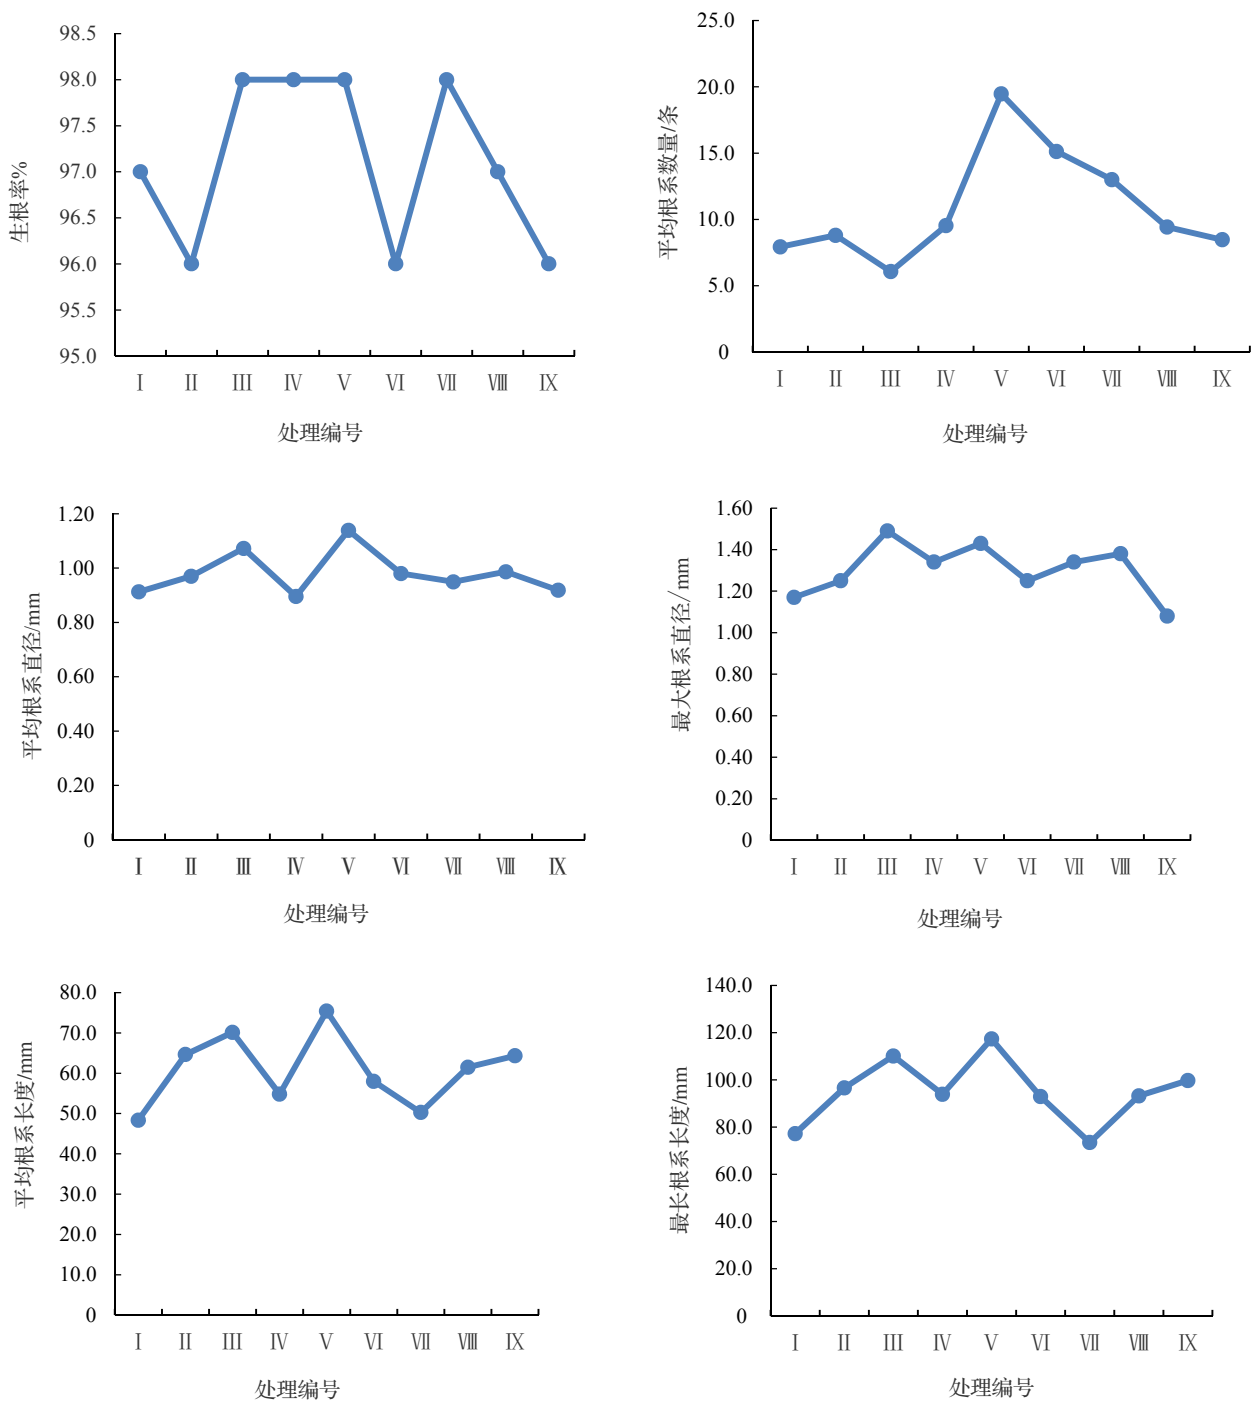 98.5
98.0
97.5
97.0
96.5
96.0
95.5
95.0
生根率%
Ⅰ Ⅱ Ⅲ Ⅳ Ⅴ Ⅵ Ⅶ Ⅷ Ⅸ
处理编号
25.0
20.0
15.0
10.0
5.0
0
平均根系数量/条
Ⅰ Ⅱ Ⅲ Ⅳ Ⅴ Ⅵ Ⅶ Ⅷ Ⅸ
处理编号
1.20
1.00
0.80
0.60
0.40
0.20
0
平均根系直径/mm
Ⅰ Ⅱ Ⅲ Ⅳ Ⅴ Ⅵ Ⅶ Ⅷ Ⅸ
处理编号
1.60
1.40
1.20
1.00
0.80
0.60
0.40
0.20
0
最大根系直径/mm
Ⅰ Ⅱ Ⅲ Ⅳ Ⅴ Ⅵ Ⅶ Ⅷ Ⅸ
处理编号
80.0
70.0
60.0
50.0
40.0
30.0
20.0
10.0
0
平均根系长度/mm
Ⅰ Ⅱ Ⅲ Ⅳ Ⅴ Ⅵ Ⅶ Ⅷ Ⅸ
处理编号
140.0
120.0
100.0
80.0
60.0
40.0
20.0
0
最长根系长度/mm
Ⅰ Ⅱ Ⅲ Ⅳ Ⅴ Ⅵ Ⅶ Ⅷ Ⅸ
处理编号